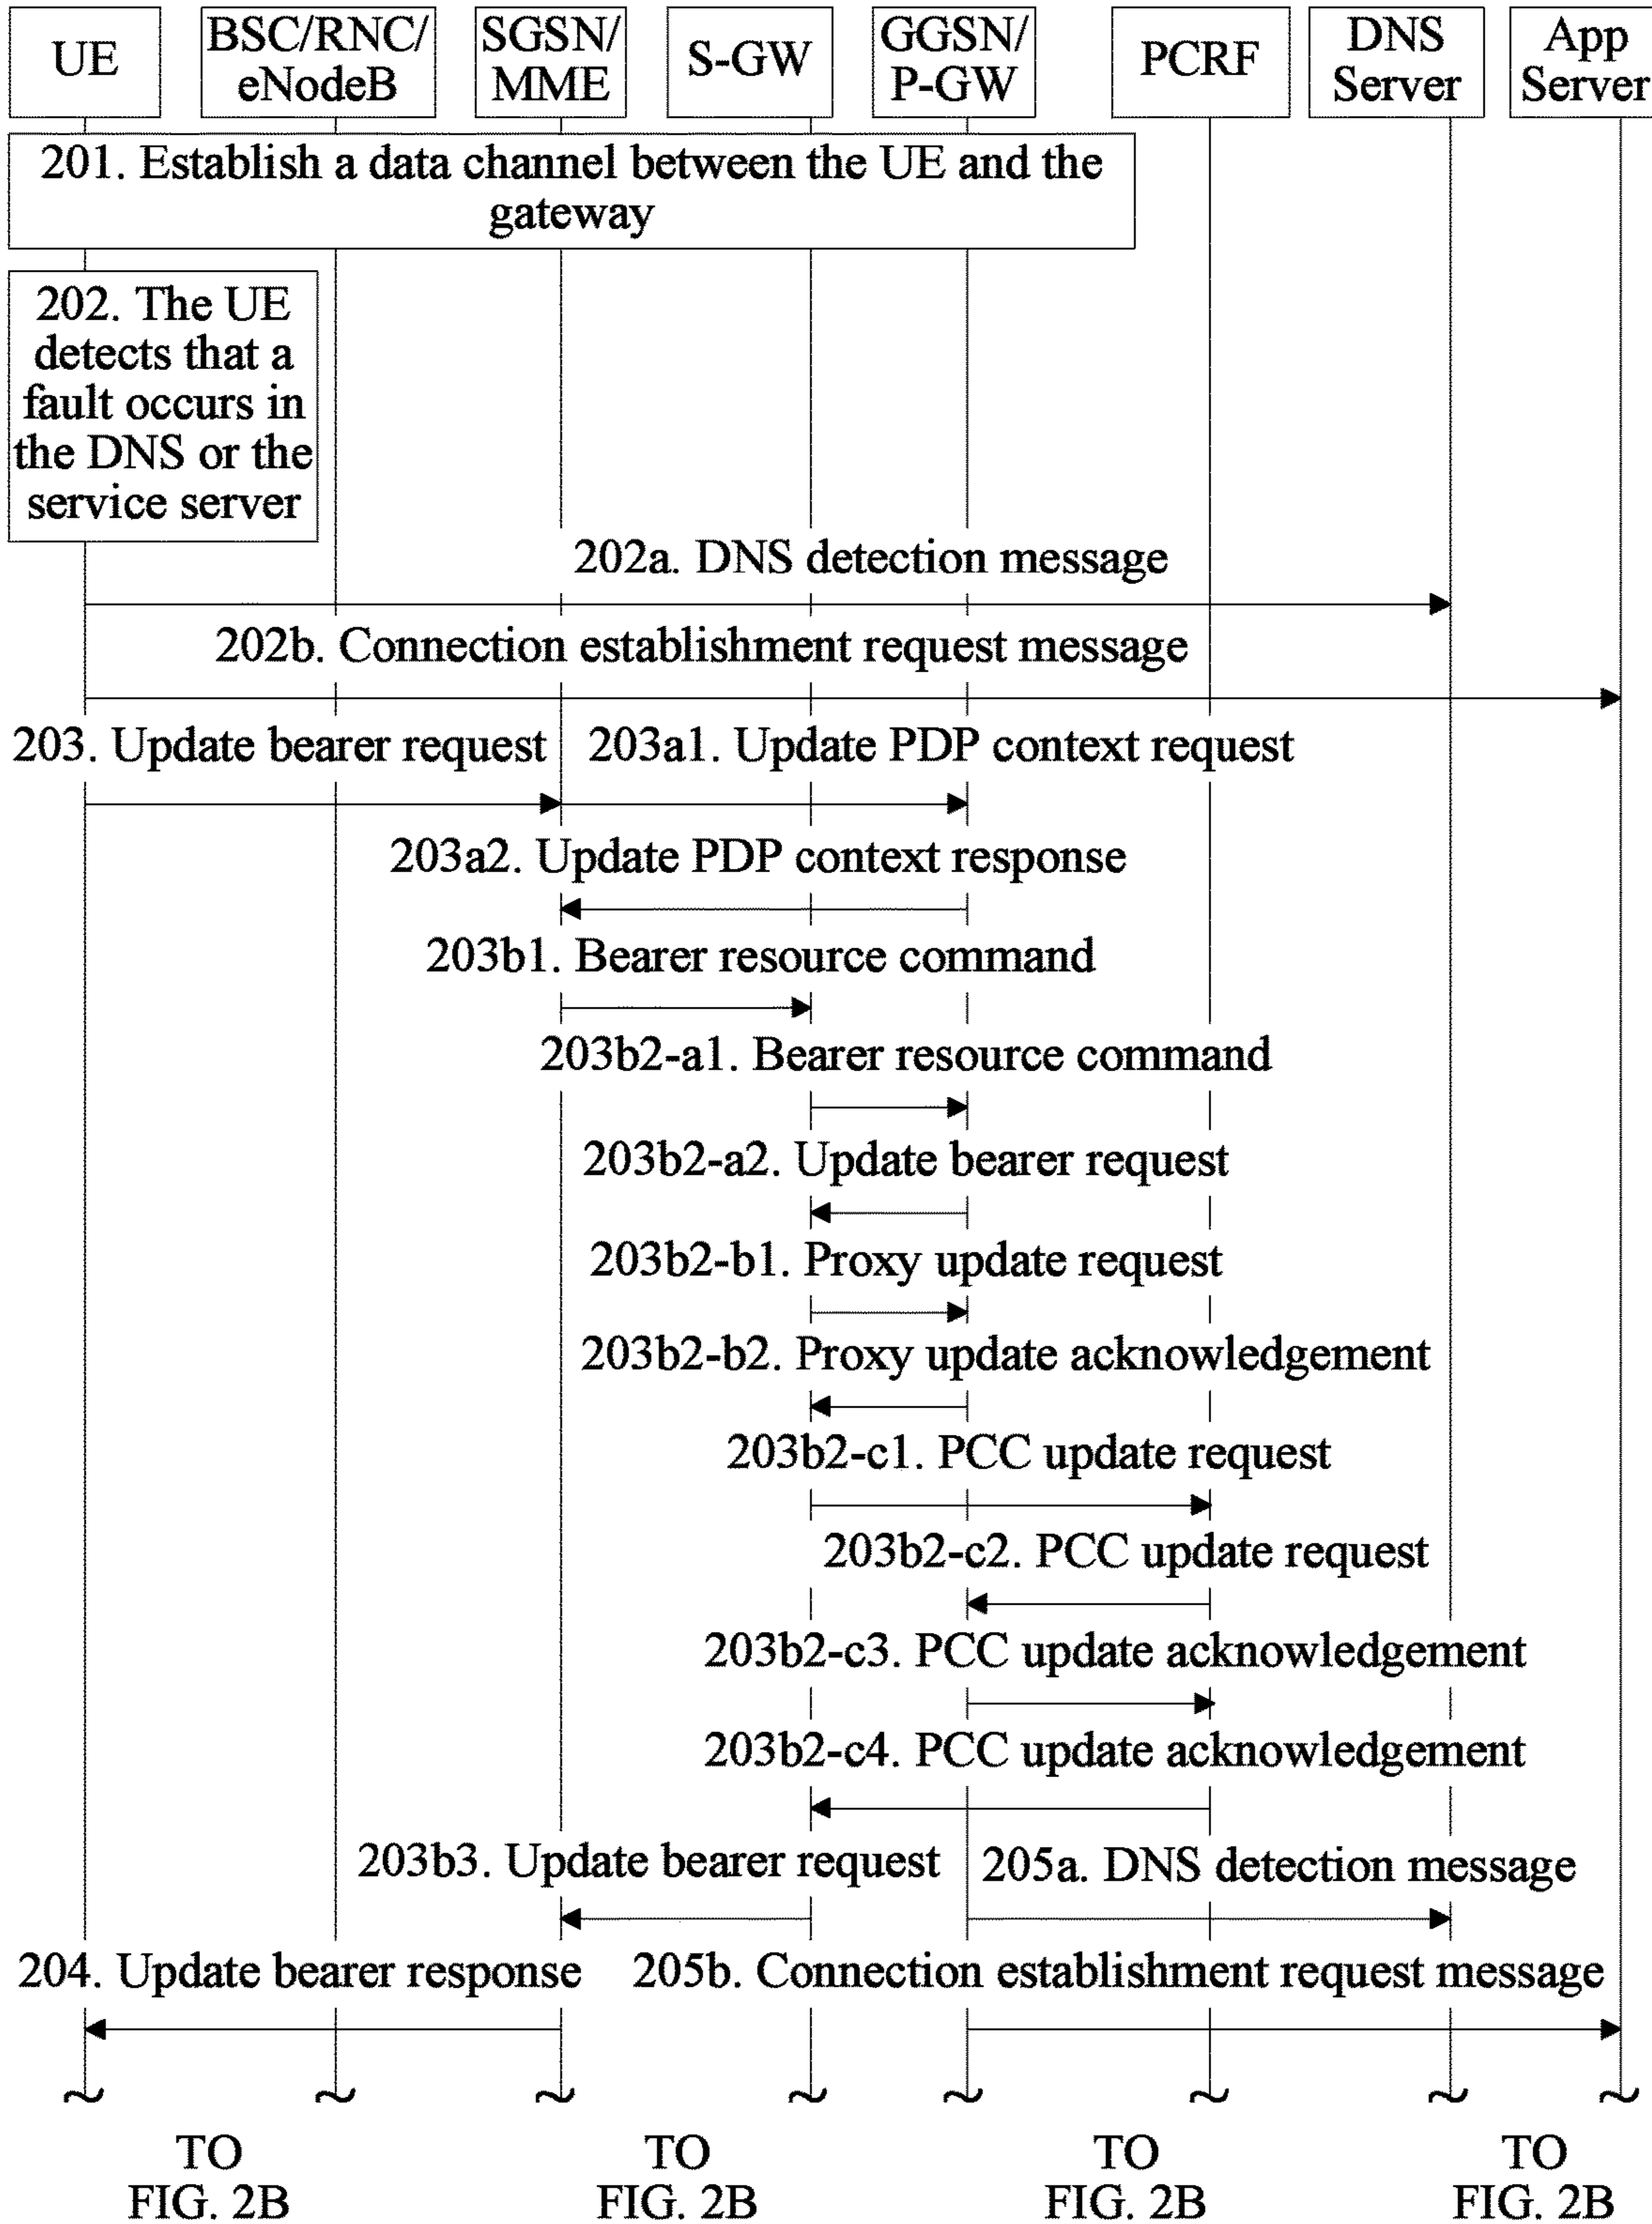 UE
BSC/RNC/
eNodeB
SGSN/
MME
S-GW
GGSN/
P-GW
PCRF
DNS
Server
App
Server
201. Establish a data channel between the UE and the
gateway
202. The UE
detects that a
fault occurs in
the DNS or the
service server
202a. DNS detection message
202b. Connection establishment request message
203. Update bearer request
203a1. Update PDP context request
203a2. Update PDP context response
203b1. Bearer resource command
203b2-a1. Bearer resource command
203b2-a2. Update bearer request
203b2-b1. Proxy update request
203b2-b2. Proxy update acknowledgement
203b2-c1. PCC update request
203b2-c2. PCC update request
203b2-c3. PCC update acknowledgement
203b2-c4. PCC update acknowledgement
203b3. Update bearer request
205a. DNS detection message
204. Update bearer response
205b. Connection establishment request message
TO
FIG. 2B
TO
FIG. 2B
TO
FIG. 2B
TO
FIG. 2B